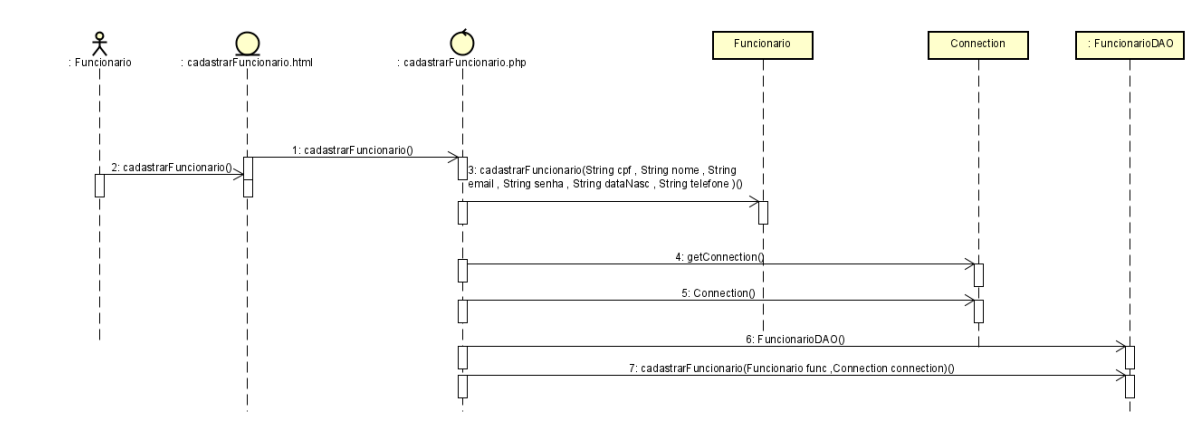 Funcionario
Connection
: FuncionarioDAO
: Funcionario
: cadastrarFuncionario.html
: cadastrarFuncionario.php
1: cadastrarFuncionario()
2: cadastrarFuncionario()
3: cadastrarFuncionario(String cpf , String nome , String
email , String senha , String dataNasc , String telefone )()
4: getConnection()
5: Connection()
6: FuncionarioDAO()
7: cadastrarFuncionario(Funcionario func ,Connection connection)()